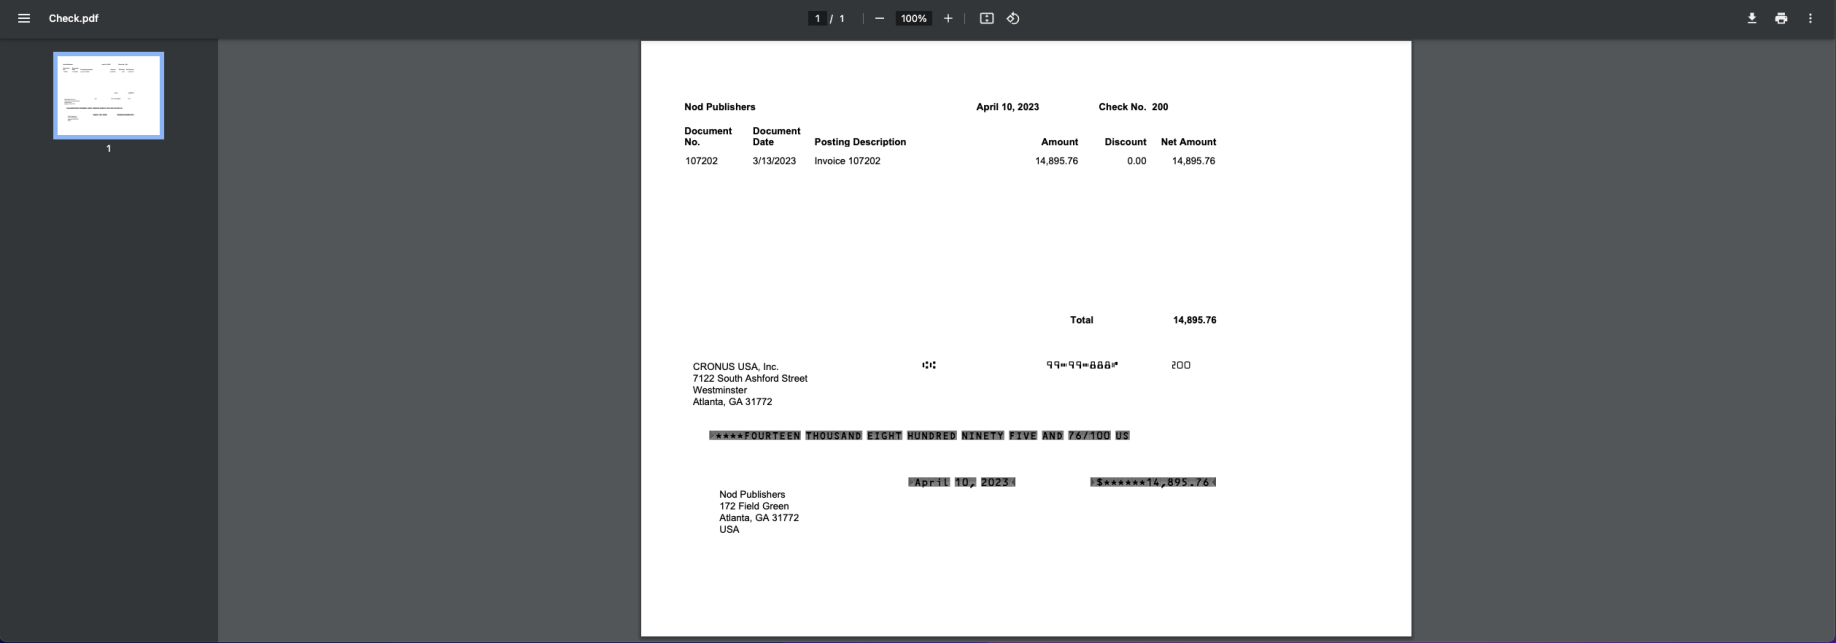 Check.pdf
1 / 1
100%
1
Nod Publishers April 10, 2023 Check No. 200
Document No. Document Date Posting Description Amount Discount Net Amount
107202 3/13/2023 Invoice 107202 14,895.76 0.00 14,895.76
Total 14,895.76
CRONUS USA, Inc. 99⑈99⑈888⑈ 200
7122 South Ashford Street
Westminster
Atlanta, GA 31772
****FOURTEEN THOUSAND EIGHT HUNDRED NINETY FIVE AND 76/100 US
April 10, 2023 $******14,895.76
Nod Publishers
172 Field Green
Atlanta, GA 31772
USA